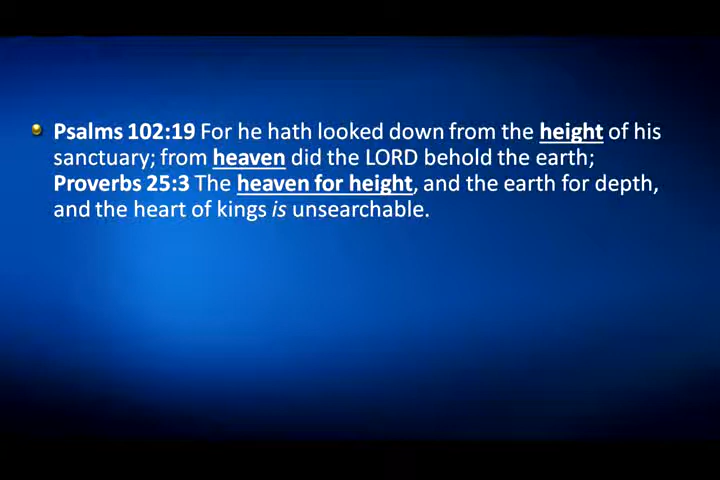 Psalms 102:19 For he hath looked down from the height of his
sanctuary; from heaven did the LORD behold the earth;
Proverbs 25:3 The heaven for height, and the earth for depth,
and the heart of kings is unsearchable.